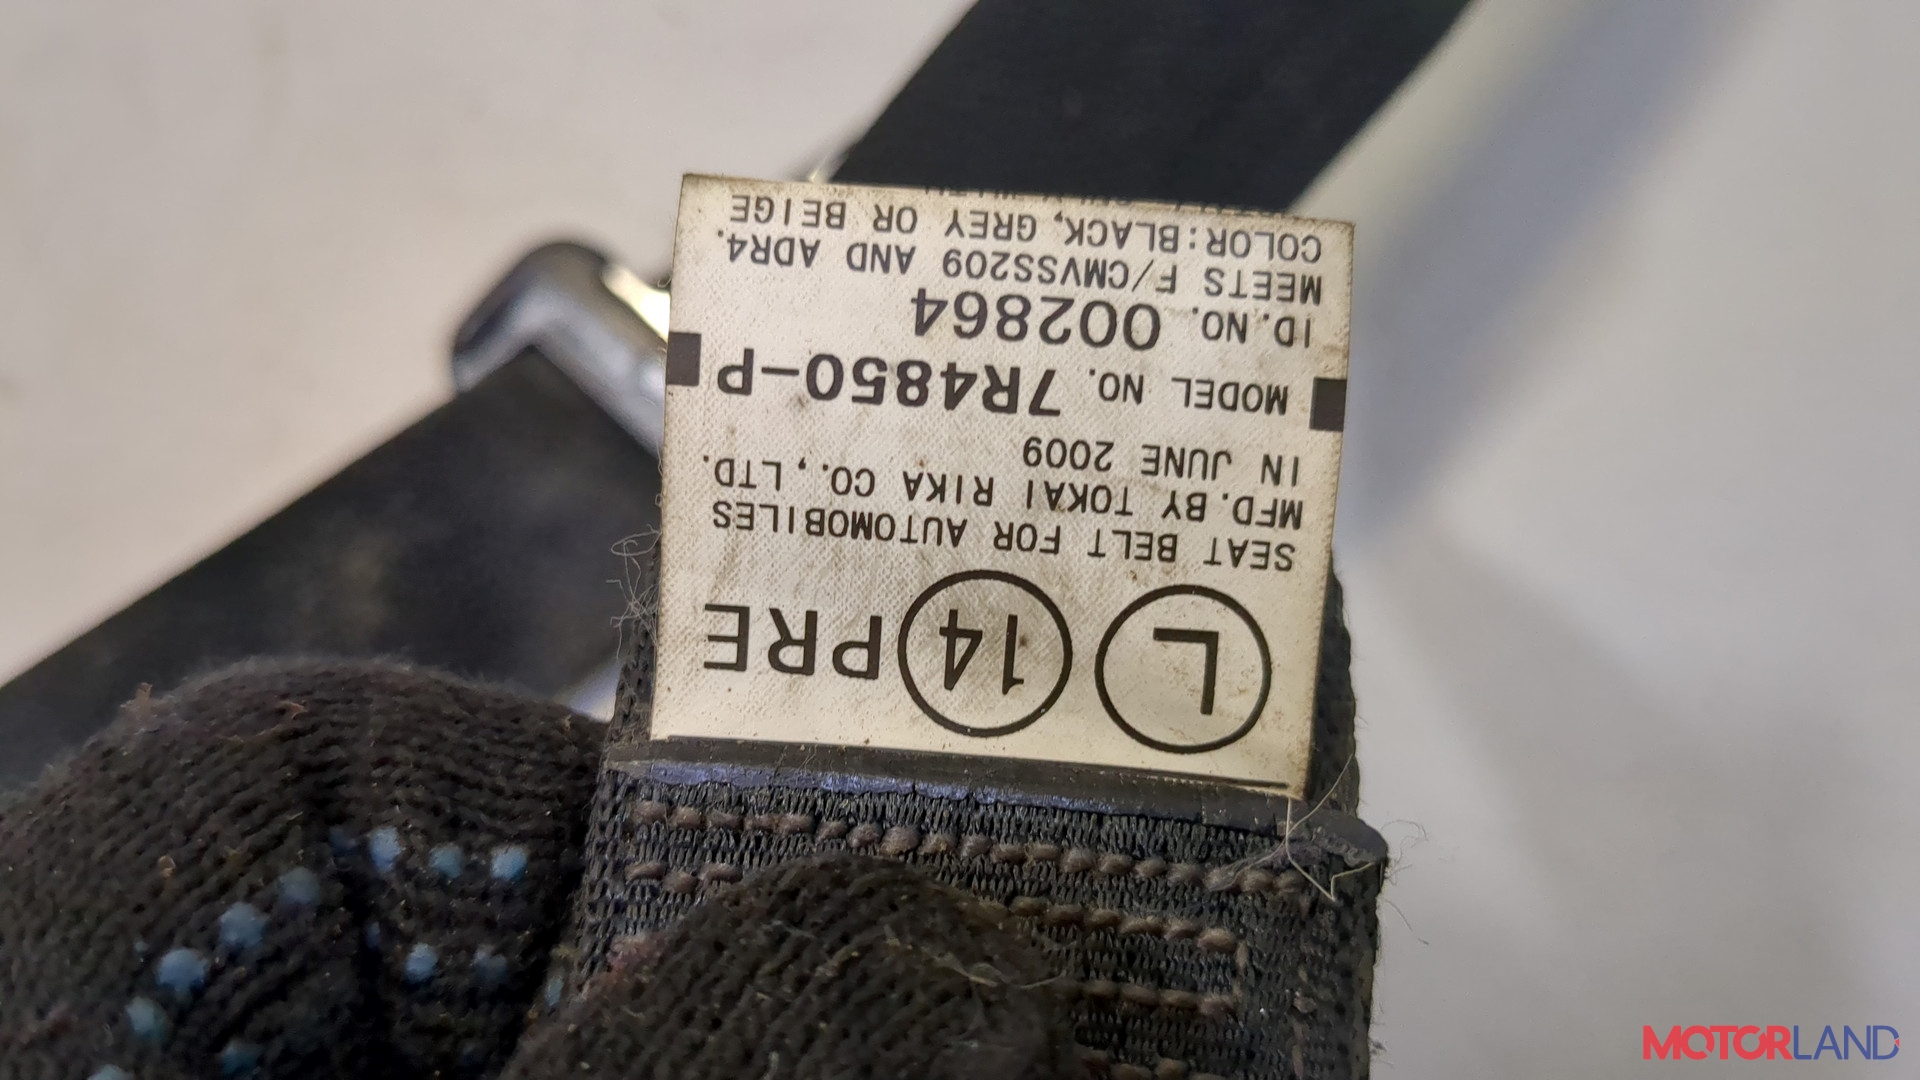 L 14 PRE
SEAT BELT FOR AUTOMOBILES
MFD. BY TOKAI RIKA CO., LTD.
IN JUNE 2009
MODEL NO. 7R4850-P
ID. NO. 002864
MEETS F/CMVSS209 AND ADR4.
COLOR:BLACK, GREY OR BEIGE
MOTORLAND